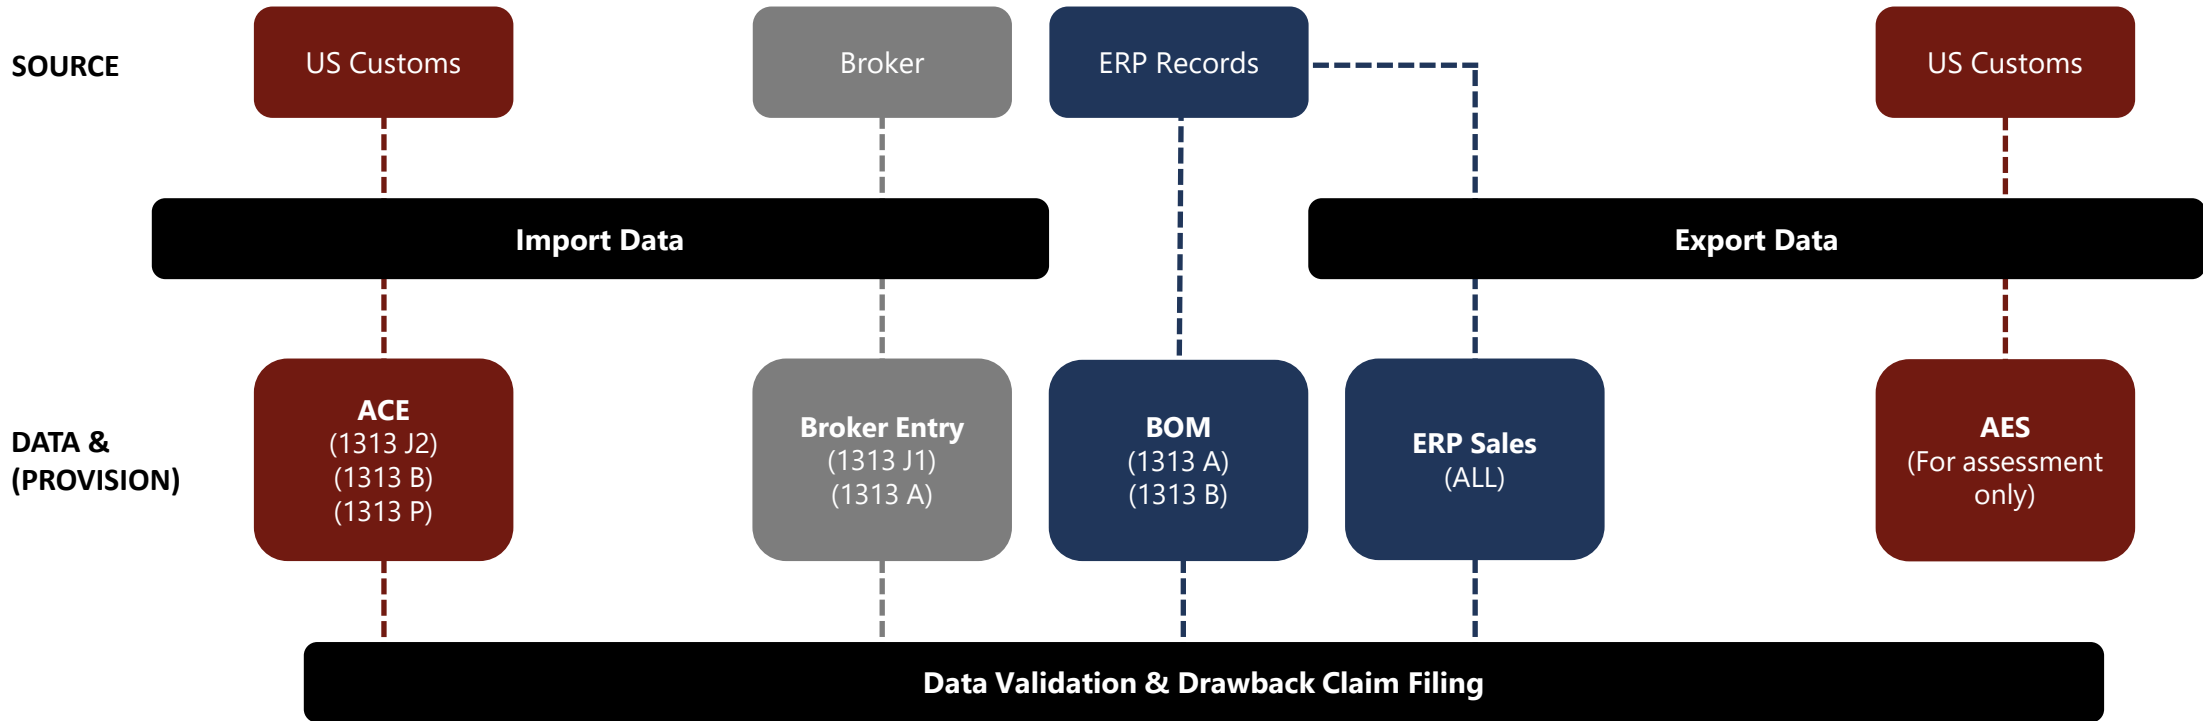 SOURCE
US Customs
Broker
ERP Records
US Customs
Import Data
Export Data
DATA &
(PROVISION)
ACE
(1313 J2)
(1313 B)
(1313 P)
Broker Entry
(1313 J1)
(1313 A)
BOM
(1313 A)
(1313 B)
ERP Sales
(ALL)
AES
(For assessment
only)
Data Validation & Drawback Claim Filing